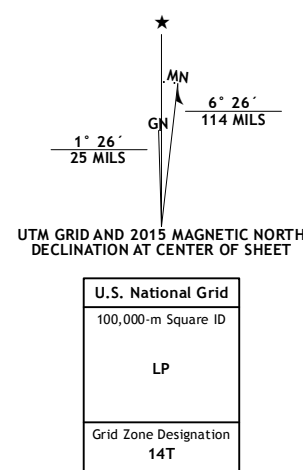 ★
MN
GN
6° 26´
114 MILS
1° 26´
25 MILS
UTM GRID AND 2015 MAGNETIC NORTH
DECLINATION AT CENTER OF SHEET
U.S. National Grid
100,000-m Square ID
LP
Grid Zone Designation
14T